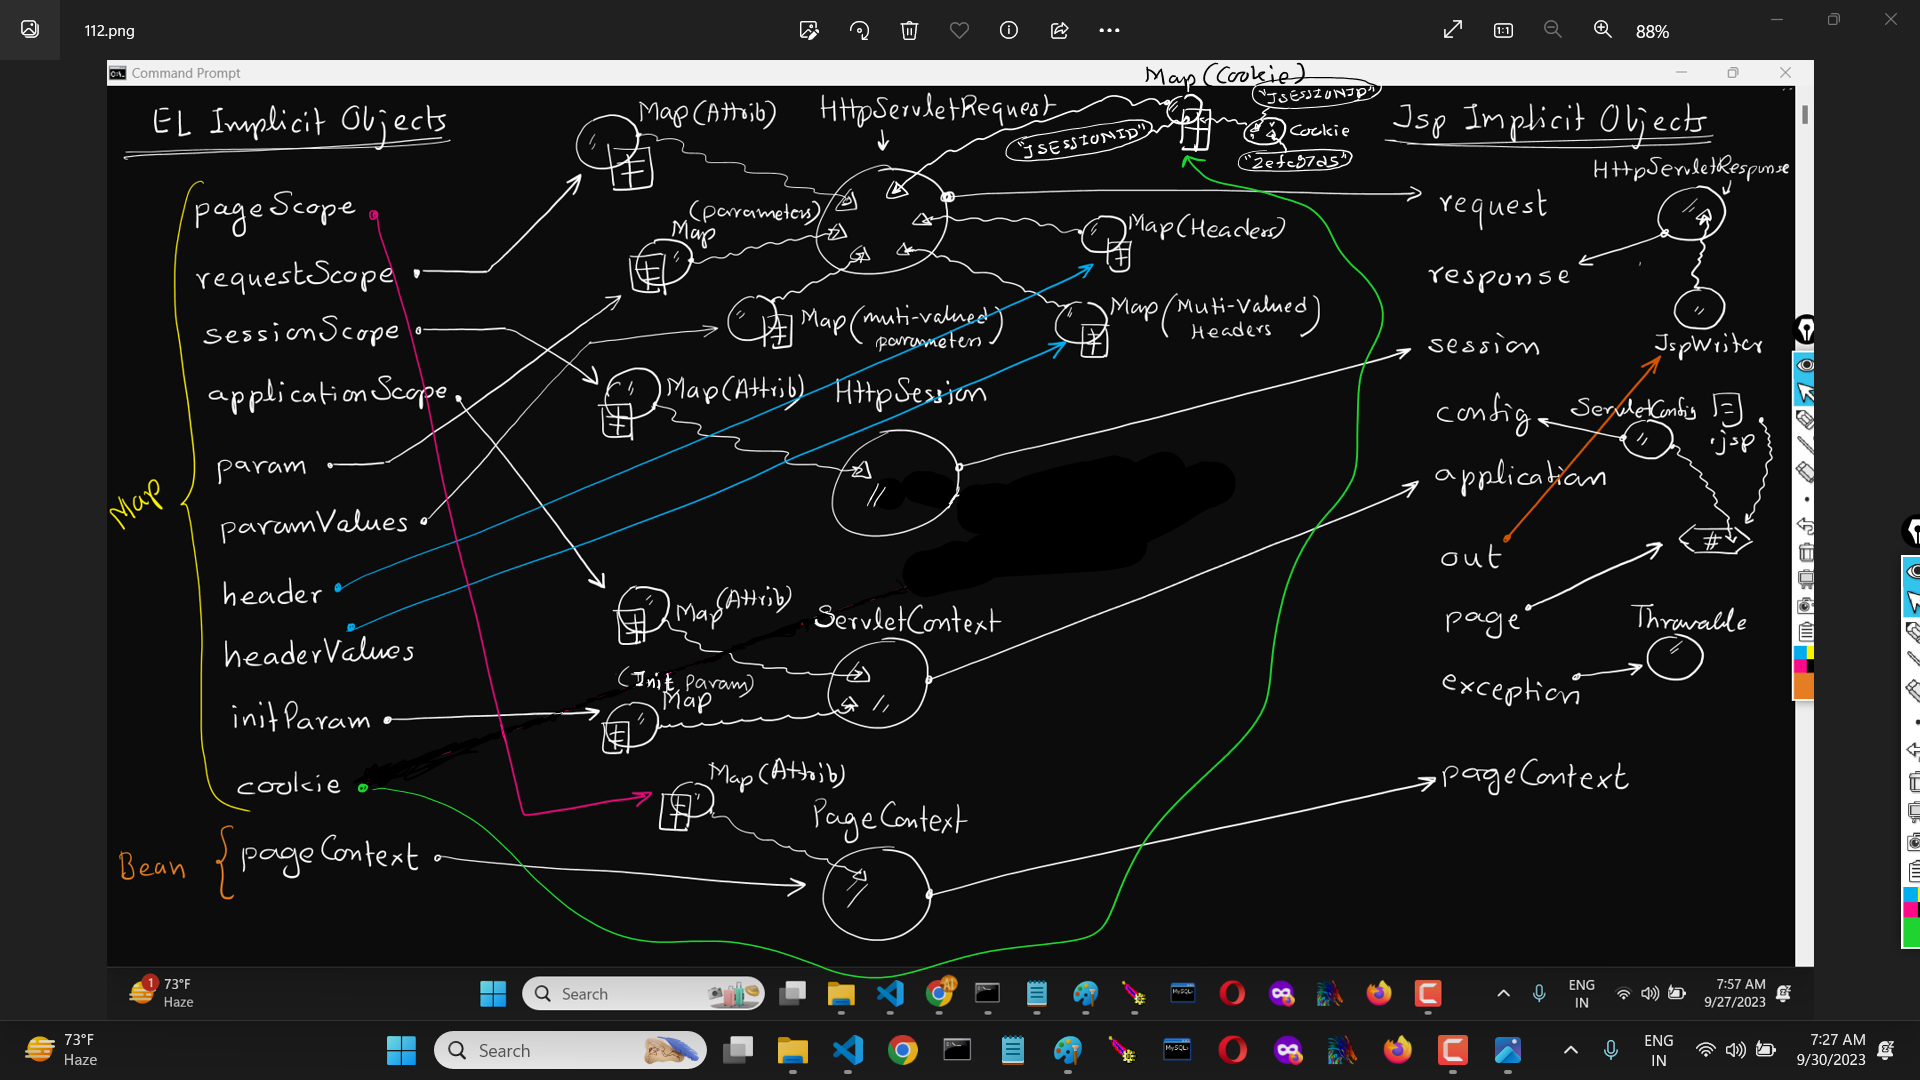 112.png
88%
Command Prompt
EL Implicit Objects
Map(Attrib)
HttpServletRequest
Map(Cookie)
"JSESSIONID"
"JSESSIONID"
Cookie
Jsp Implicit Objects
HttpServletResponse
pageScope
(parameters)
Map
Map(Headers)
request
requestScope
response
Map(muti-valued parameters)
Map(Muti-Valued Headers)
sessionScope
session
JspWriter
applicationScope
Map(Attrib)
HttpSession
config
ServletConfig
.jsp
param
application
Map
paramValues
#
out
header
Map(Attrib)
ServletContext
page
Throwable
headerValues
(Init Param)
Map
exception
initParam
cookie
Map(Attrib)
PageContext
pageContext
Bean
pageContext
1
73°F
Haze
Search
ENG
IN
7:57 AM
9/27/2023
73°F
Haze
Search
ENG
IN
7:27 AM
9/30/2023